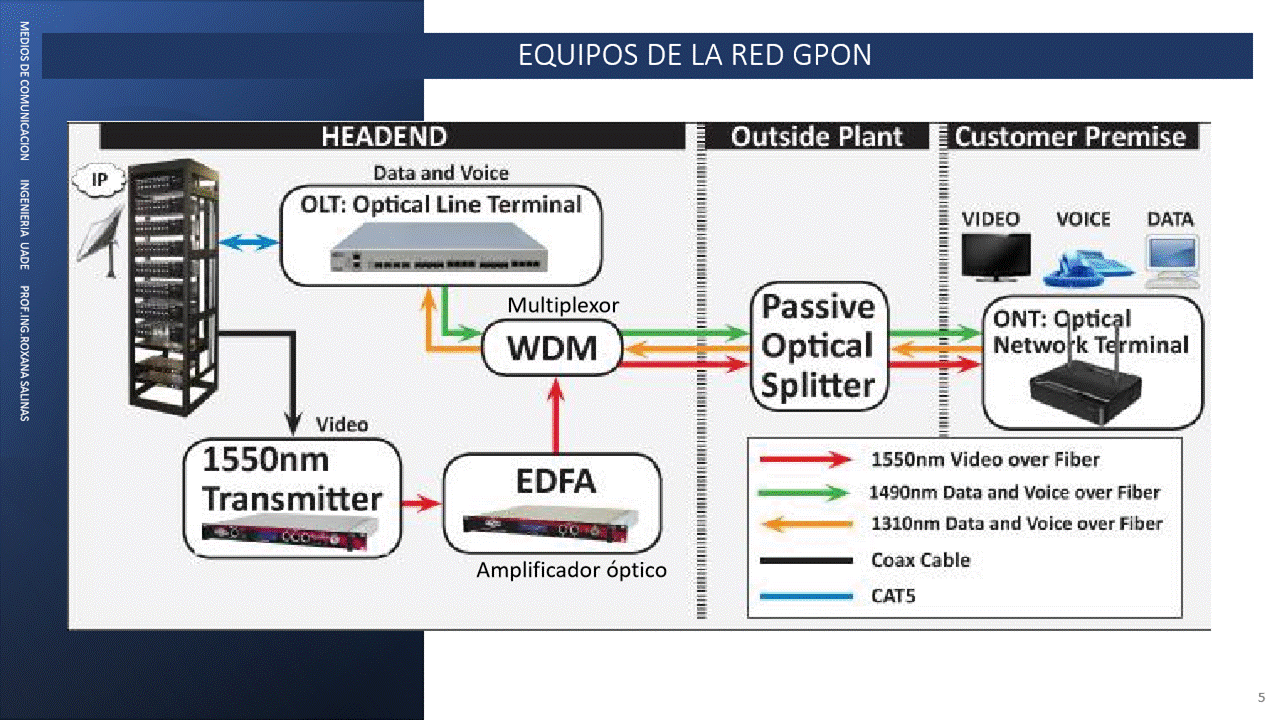 MEDIOS DE COMUNICACION INGENIERIA UADE PROF.ING.ROXANA SALINAS
EQUIPOS DE LA RED GPON
HEADEND
Outside Plant
Customer Premise
IP
Data and Voice
OLT: Optical Line Terminal
VIDEO
VOICE
DATA
Multiplexor
WDM
Passive
Optical
Splitter
ONT: Optical
Network Terminal
Video
1550nm
Transmitter
EDFA
Amplificador óptico
1550nm Video over Fiber
1490nm Data and Voice over Fiber
1310nm Data and Voice over Fiber
Coax Cable
CAT5
5